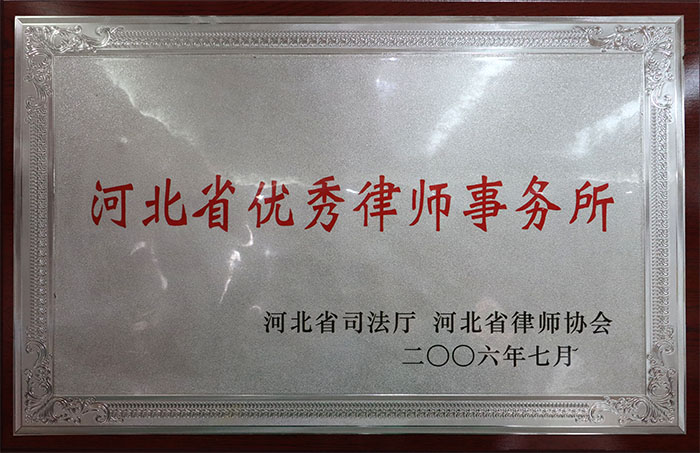 河北省优秀律师事务所
河北省司法厅 河北省律师协会
二〇〇六年七月